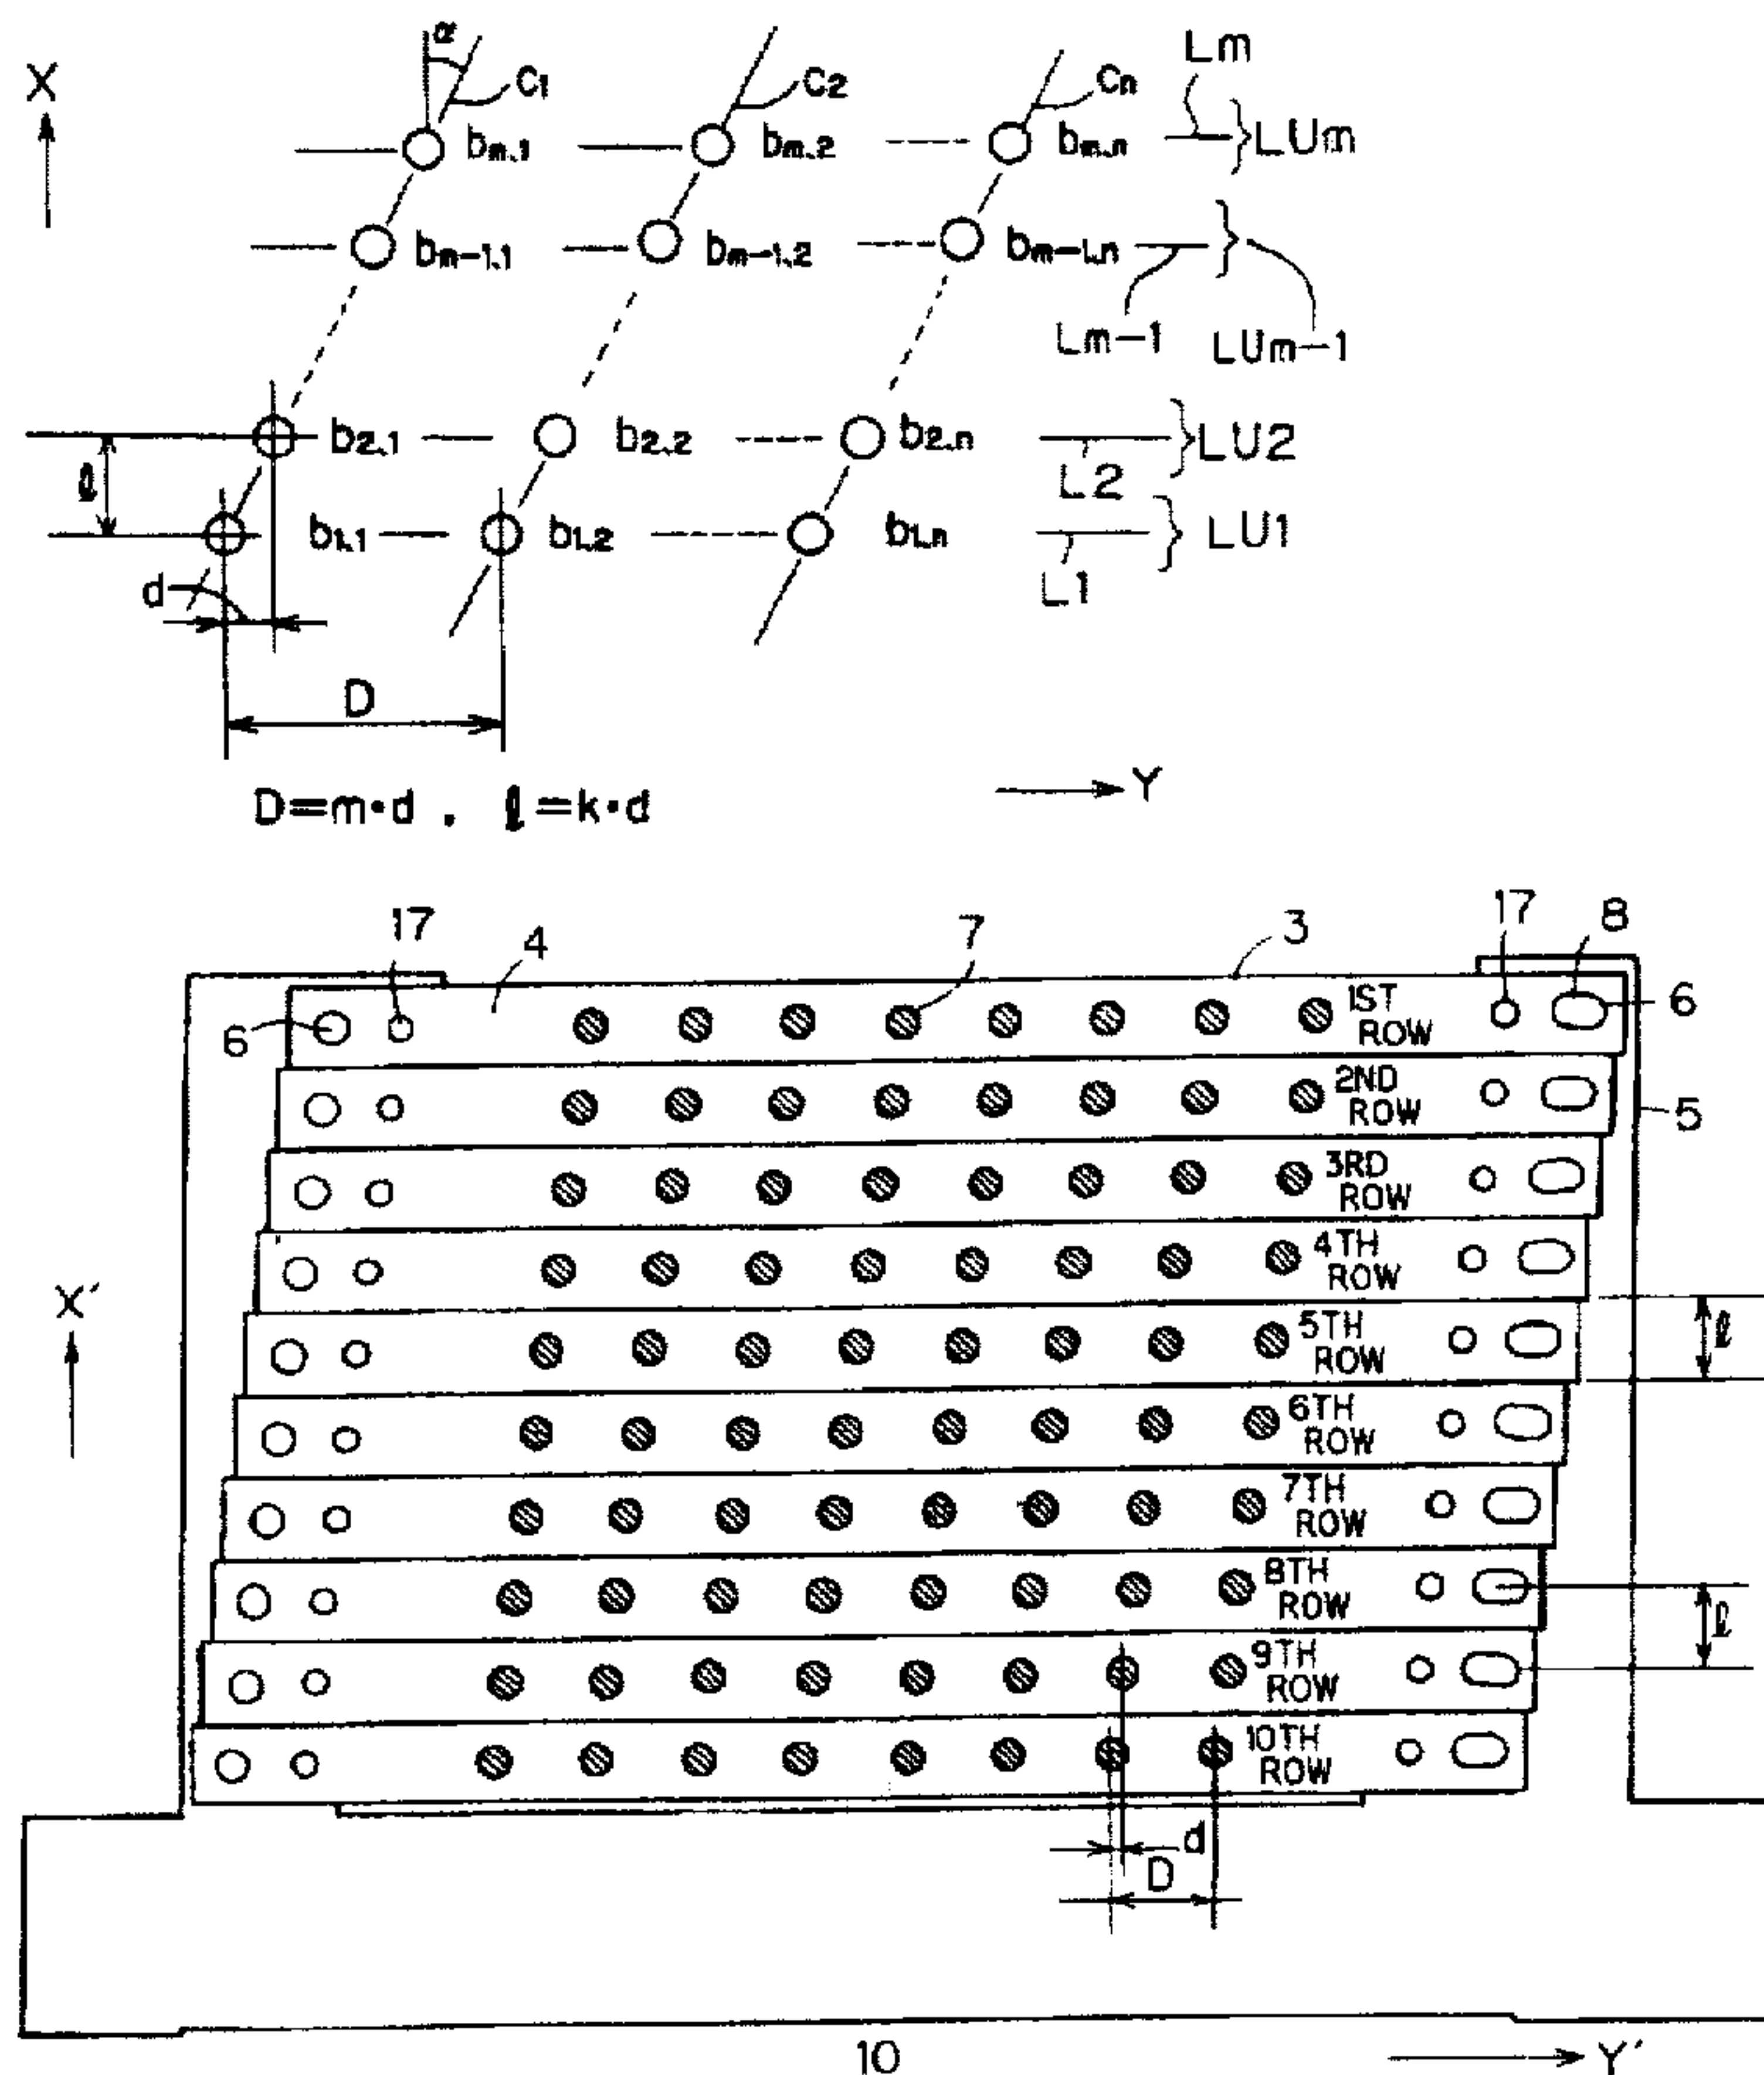 X α C1 C2 Cn Lm
bm.1 bm.2 bm.n LUm
bm-1.1 bm-1.2 bm-1.n
Lm-1 LUm-1
b2.1 b2.2 b2.n LU2
ℓ L2
b1.1 b1.2 b1.n LU1
d L1
D
Y
D=m·d . ℓ=k·d
17 4 7 3 17 8
6 1ST ROW 6
2ND ROW 5
3RD ROW
X' 4TH ROW
5TH ROW ℓ
6TH ROW
7TH ROW
8TH ROW ℓ
9TH ROW
10TH ROW
d
D
10 Y'